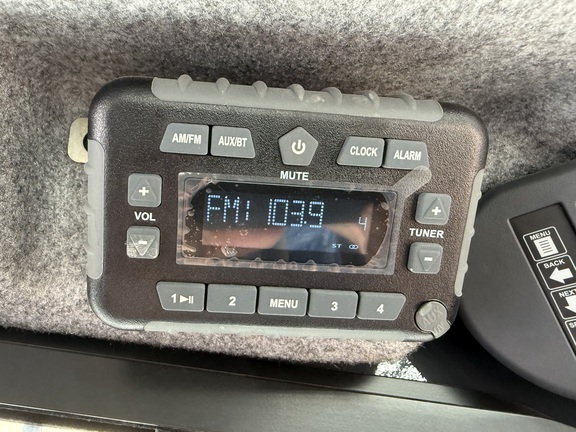 AM/FM AUX/BT CLOCK ALARM
MUTE
FM1 103.9 4
ST
VOL
TUNER
1 2 MENU 3 4
MENU
BACK
NEXT